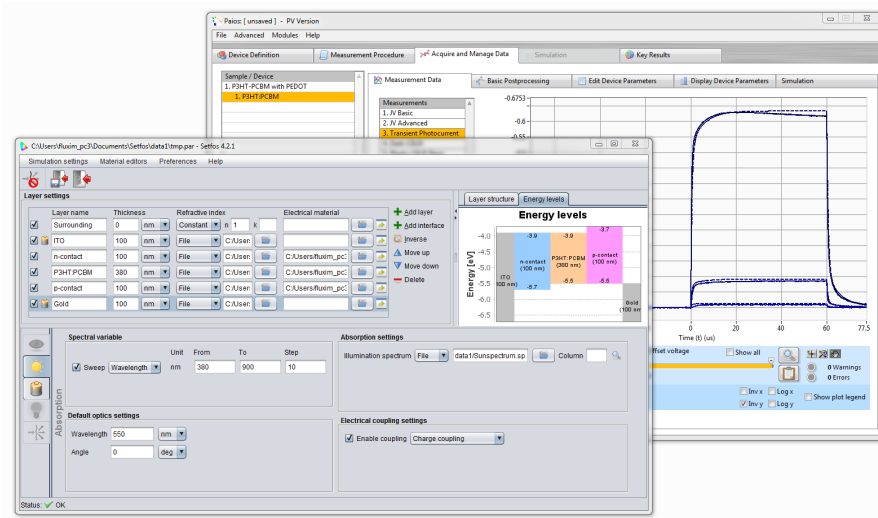 Paios: [ unsaved ] - PV Version
File Advanced Modules Help
Device Definition Measurement Procedure Acquire and Manage Data Simulation Key Results
Sample / Device
1. P3HT-PCBM with PEDOT
1. P3HT:PCBM
Measurement Data Basic Postprocessing Edit Device Parameters Display Device Parameters Simulation
Measurements
1. JV Basic
2. JV Advanced
3. Transient Photocurrent
-0.6753
-0.6
-0.55
0 20 40 60 77.5
Time (t) (us)
ffset voltage Show all
0 Warnings
0 Errors
Inv x Log x
Inv y Log y
Show plot legend
C:\Users\fluxim_pc3\Documents\Setfos\data1\tmp.par - Setfos 4.2.1
Simulation settings Material editors Preferences Help
Layer settings
Layer name Thickness Refractive index Electrical material
Surrounding 0 nm Constant n 1 k
ITO 100 nm File C:/User:
n-contact 100 nm File C:/User: C:/Users/fluxim_pc:
P3HT:PCBM 380 nm File C:/User: C:/Users/fluxim_pc:
p-contact 100 nm File C:/User: C:/Users/fluxim_pc:
Gold 100 nm File C:/User:
Add layer
Add interface
Inverse
Move up
Move down
Delete
Layer structure Energy levels
Energy levels
Energy [eV]
-4.0
-4.5
-5.0
-5.5
-6.0
-6.5
-3.9 -3.9 -3.7
ITO
100 nm)
n-contact
(100 nm)
P3HT:PCBM
(380 nm)
p-contact
(100 nm)
-5.7 -5.5 -5.5
Gold
(100 nm
Absorption
Spectral variable
Unit From To Step
Sweep Wavelength nm 380 900 10
Default optics settings
Wavelength 550 nm
Angle 0 deg
Absorption settings
Illumination spectrum File data1/Sunspectrum.sp Column
Electrical coupling settings
Enable coupling Charge coupling
Status: OK